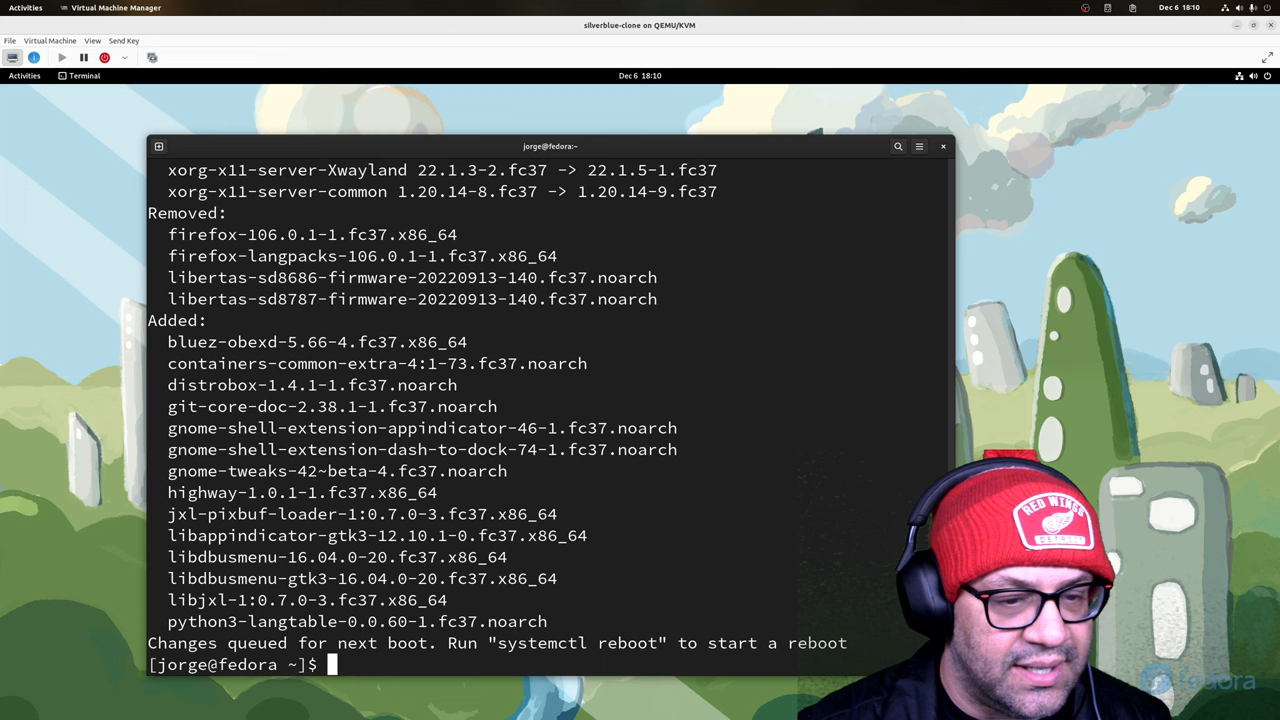 Activities Virtual Machine Manager Dec 6 18:10
silverblue-clone on QEMU/KVM
File Virtual Machine View Send Key
Activities Terminal Dec 6 18:10
jorge@fedora:~
xorg-x11-server-Xwayland 22.1.3-2.fc37 -> 22.1.5-1.fc37
xorg-x11-server-common 1.20.14-8.fc37 -> 1.20.14-9.fc37
Removed:
firefox-106.0.1-1.fc37.x86_64
firefox-langpacks-106.0.1-1.fc37.x86_64
libertas-sd8686-firmware-20220913-140.fc37.noarch
libertas-sd8787-firmware-20220913-140.fc37.noarch
Added:
bluez-obexd-5.66-4.fc37.x86_64
containers-common-extra-4:1-73.fc37.noarch
distrobox-1.4.1-1.fc37.noarch
git-core-doc-2.38.1-1.fc37.noarch
gnome-shell-extension-appindicator-46-1.fc37.noarch
gnome-shell-extension-dash-to-dock-74-1.fc37.noarch
gnome-tweaks-42~beta-4.fc37.noarch
highway-1.0.1-1.fc37.x86_64
jxl-pixbuf-loader-1:0.7.0-3.fc37.x86_64
libappindicator-gtk3-12.10.1-0.fc37.x86_64
libdbusmenu-16.04.0-20.fc37.x86_64
libdbusmenu-gtk3-16.04.0-20.fc37.x86_64
libjxl-1:0.7.0-3.fc37.x86_64
python3-langtable-0.0.60-1.fc37.noarch
Changes queued for next boot. Run "systemctl reboot" to start a reboot
[jorge@fedora ~]$
RED WINGS
DETROIT
fedora